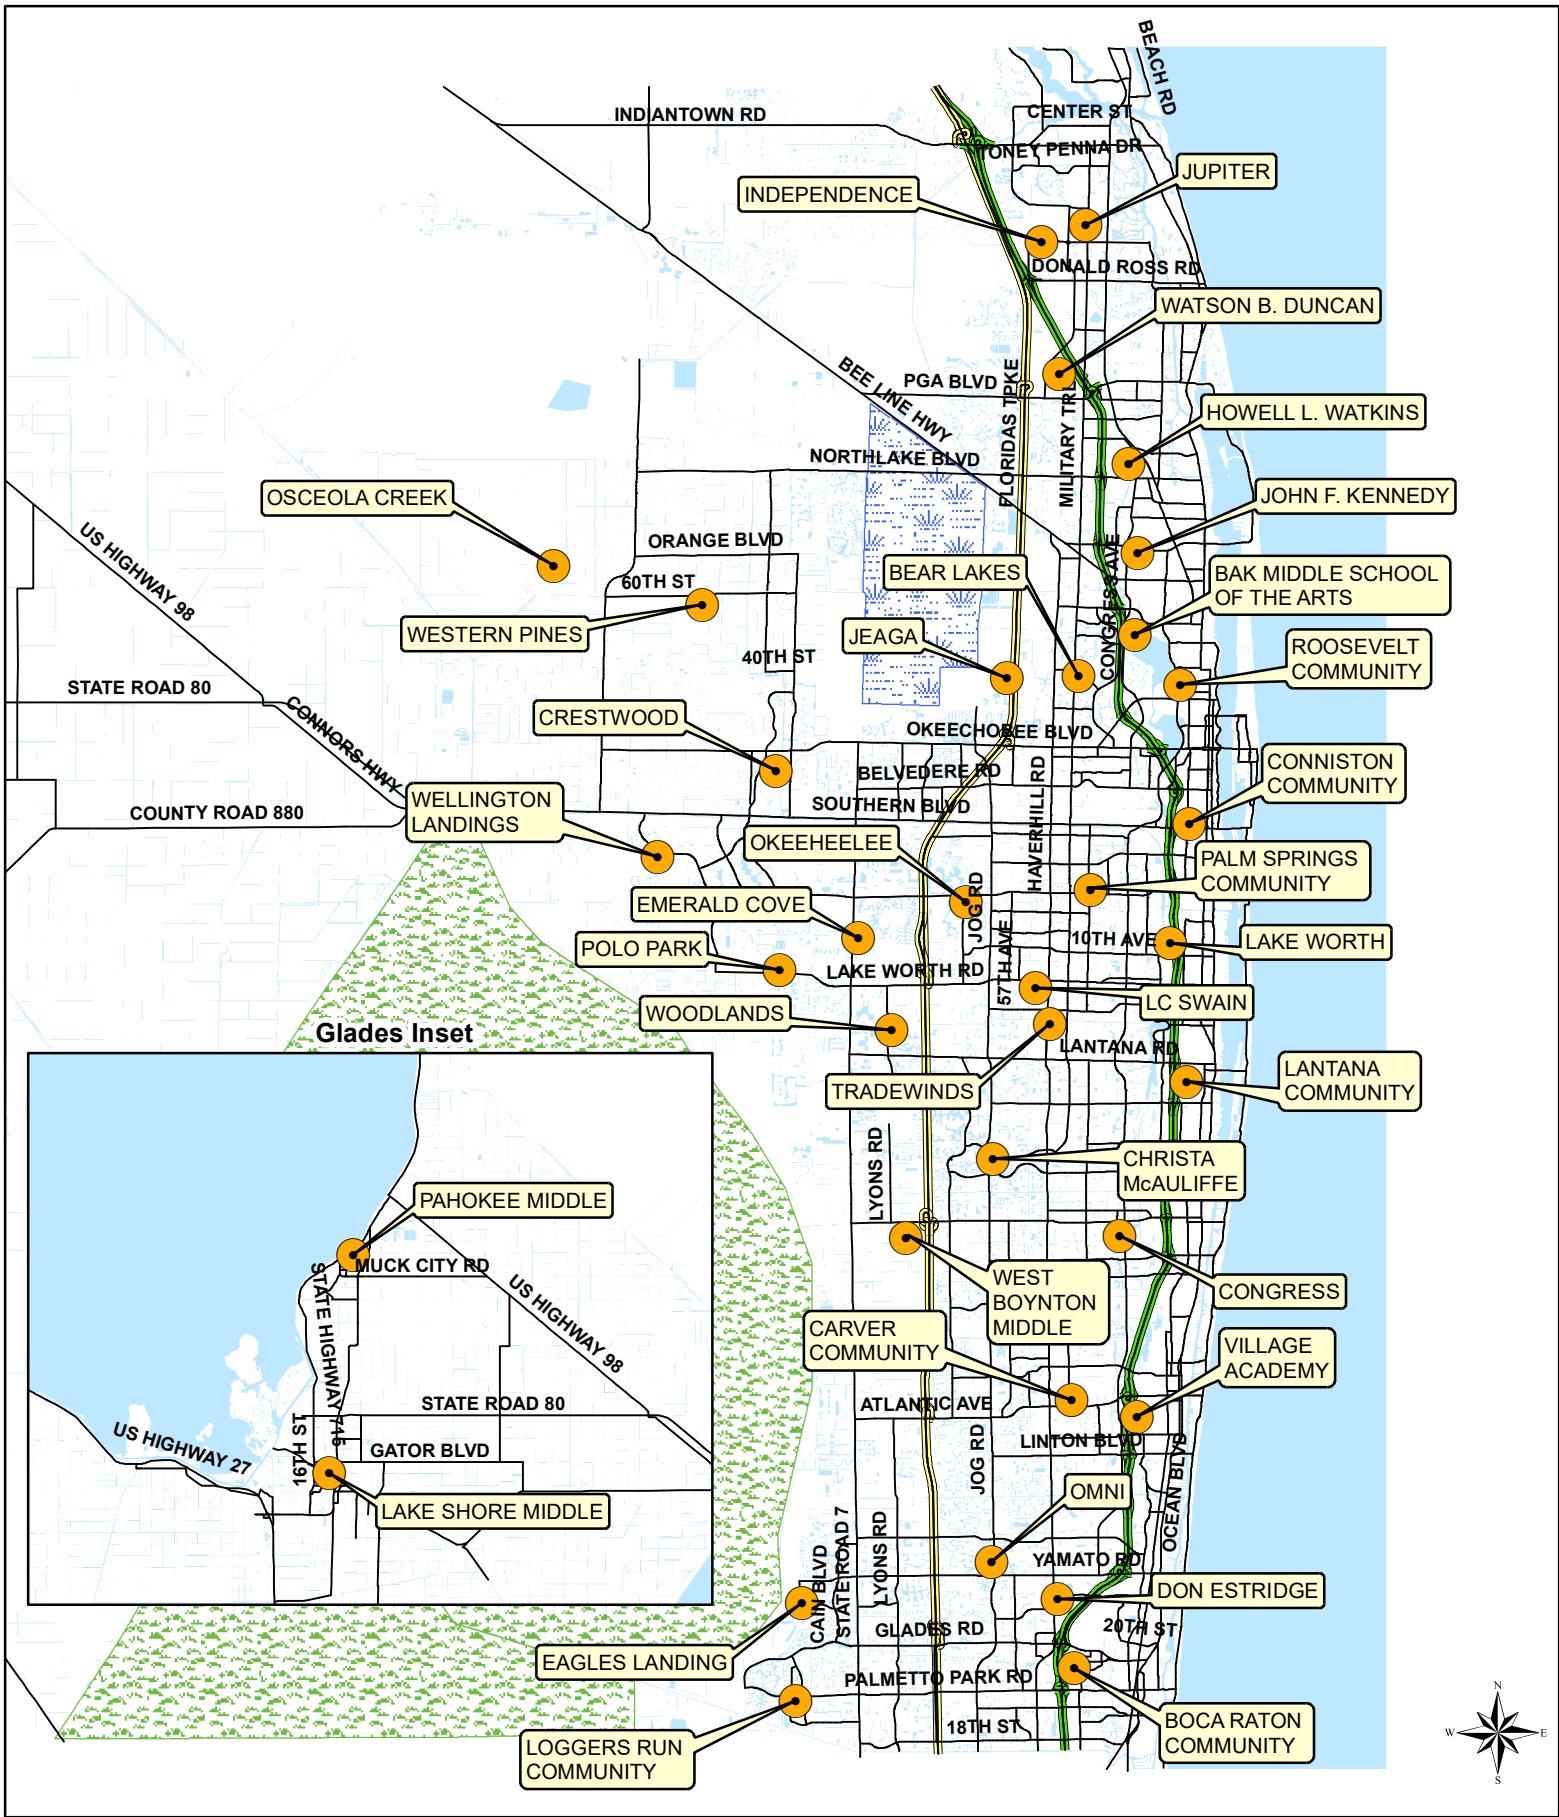 BEACH RD
INDIANTOWN RD
CENTER ST
TONEY PENNA DR
JUPITER
INDEPENDENCE
DONALD ROSS RD
WATSON B. DUNCAN
BEE LINE HWY
PGA BLVD
FLORIDAS TPKE
MILITARY TRL
HOWELL L. WATKINS
NORTHLAKE BLVD
OSCEOLA CREEK
JOHN F. KENNEDY
US HIGHWAY 98
ORANGE BLVD
60TH ST
BEAR LAKES
CONGRESS AVE
BAK MIDDLE SCHOOL
OF THE ARTS
WESTERN PINES
JEAGA
40TH ST
ROOSEVELT
COMMUNITY
STATE ROAD 80
CONNORS HWY
CRESTWOOD
OKEECHOBEE BLVD
BELVEDERE RD
CONNISTON
COMMUNITY
COUNTY ROAD 880
WELLINGTON
LANDINGS
SOUTHERN BLVD
HAVERHILL RD
OKEEHEELEE
PALM SPRINGS
COMMUNITY
EMERALD COVE
JOG RD
POLO PARK
10TH AVE
LAKE WORTH
LAKE WORTH RD
57TH AVE
LC SWAIN
WOODLANDS
Glades Inset
LANTANA RD
TRADEWINDS
LANTANA
COMMUNITY
LYONS RD
CHRISTA
McAULIFFE
PAHOKEE MIDDLE
MUCK CITY RD
STATE HIGHWAY 715
US HIGHWAY 98
WEST
BOYNTON
MIDDLE
CONGRESS
CARVER
COMMUNITY
VILLAGE
ACADEMY
STATE ROAD 80
ATLANTIC AVE
US HIGHWAY 27
16TH ST
GATOR BLVD
LINTON BLVD
JOG RD
OCEAN BLVD
LAKE SHORE MIDDLE
OMNI
CAIN BLVD
STATE ROAD 7
LYONS RD
YAMATO RD
DON ESTRIDGE
GLADES RD
20TH ST
EAGLES LANDING
PALMETTO PARK RD
18TH ST
LOGGERS RUN
COMMUNITY
BOCA RATON
COMMUNITY
N
W
E
S